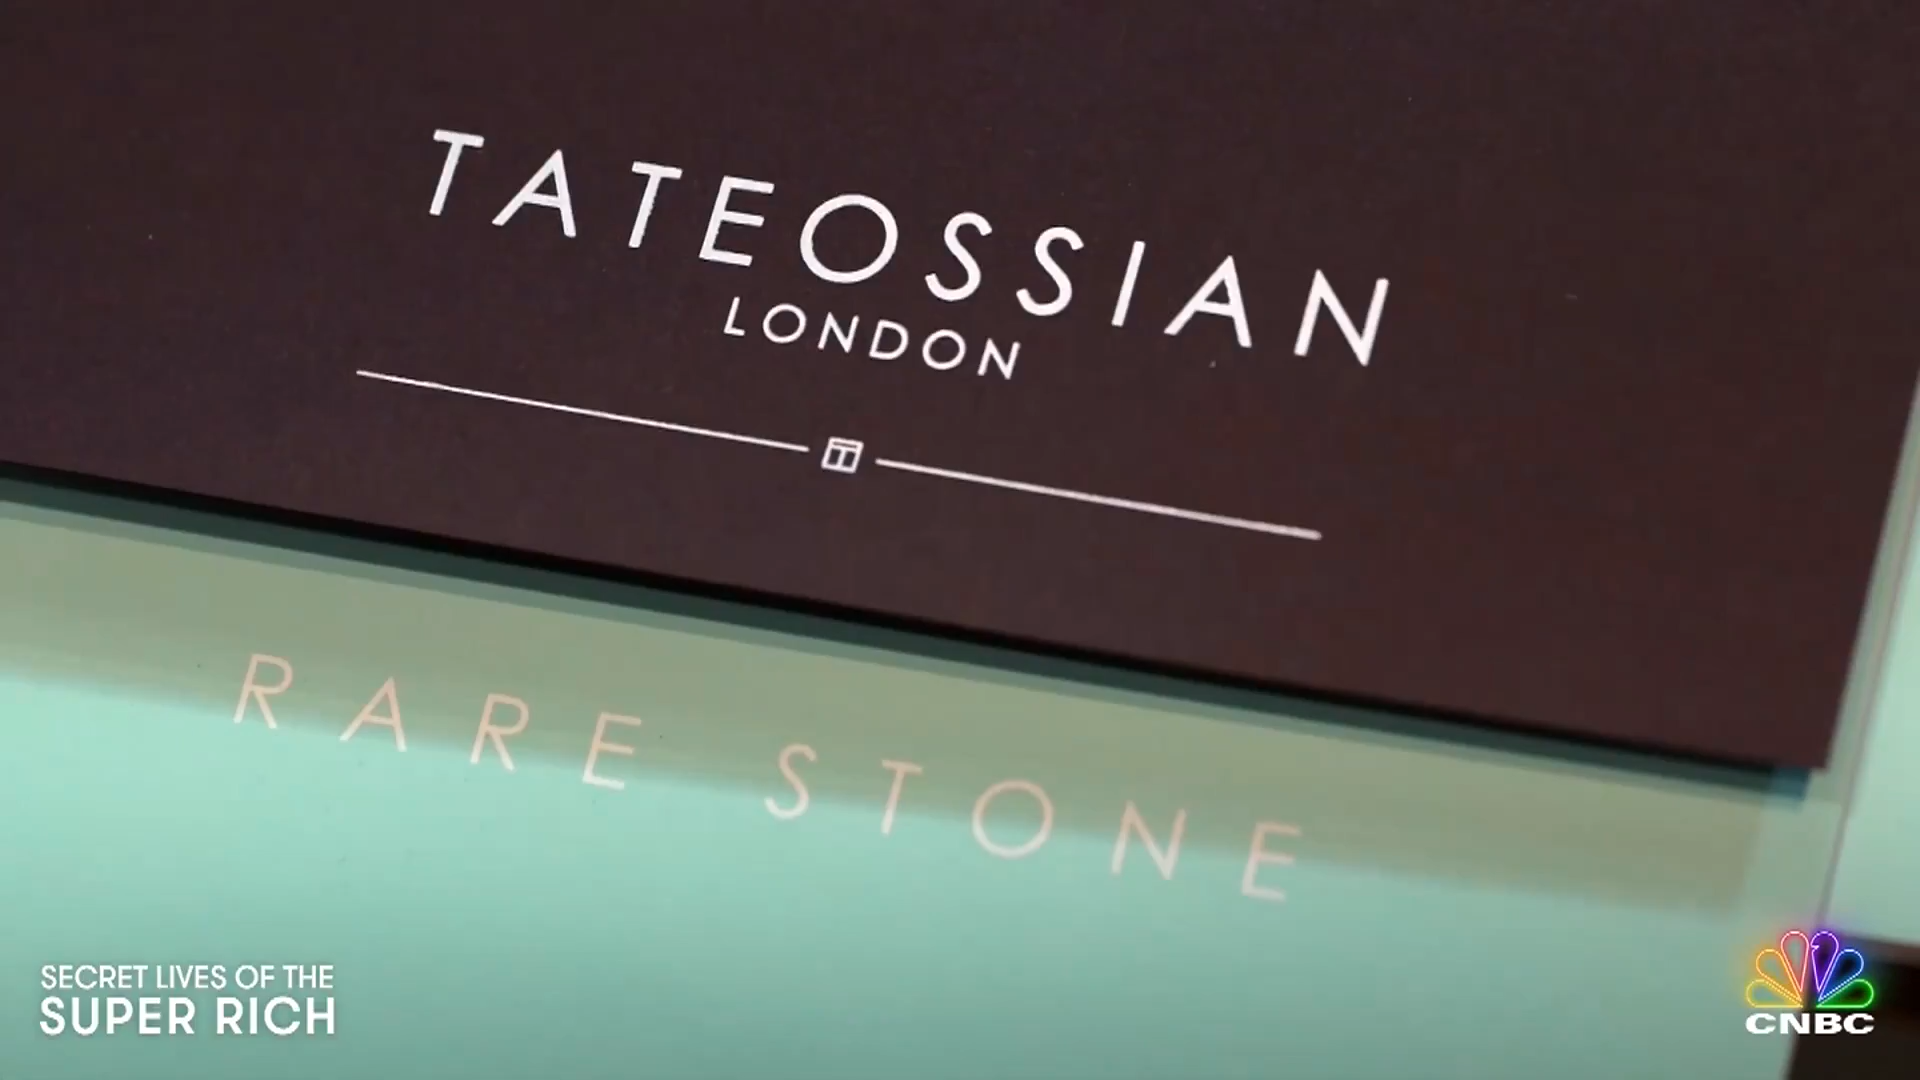 TATEOSSIAN
LONDON
RARE STONE
SECRET LIVES OF THE
SUPER RICH
CNBC